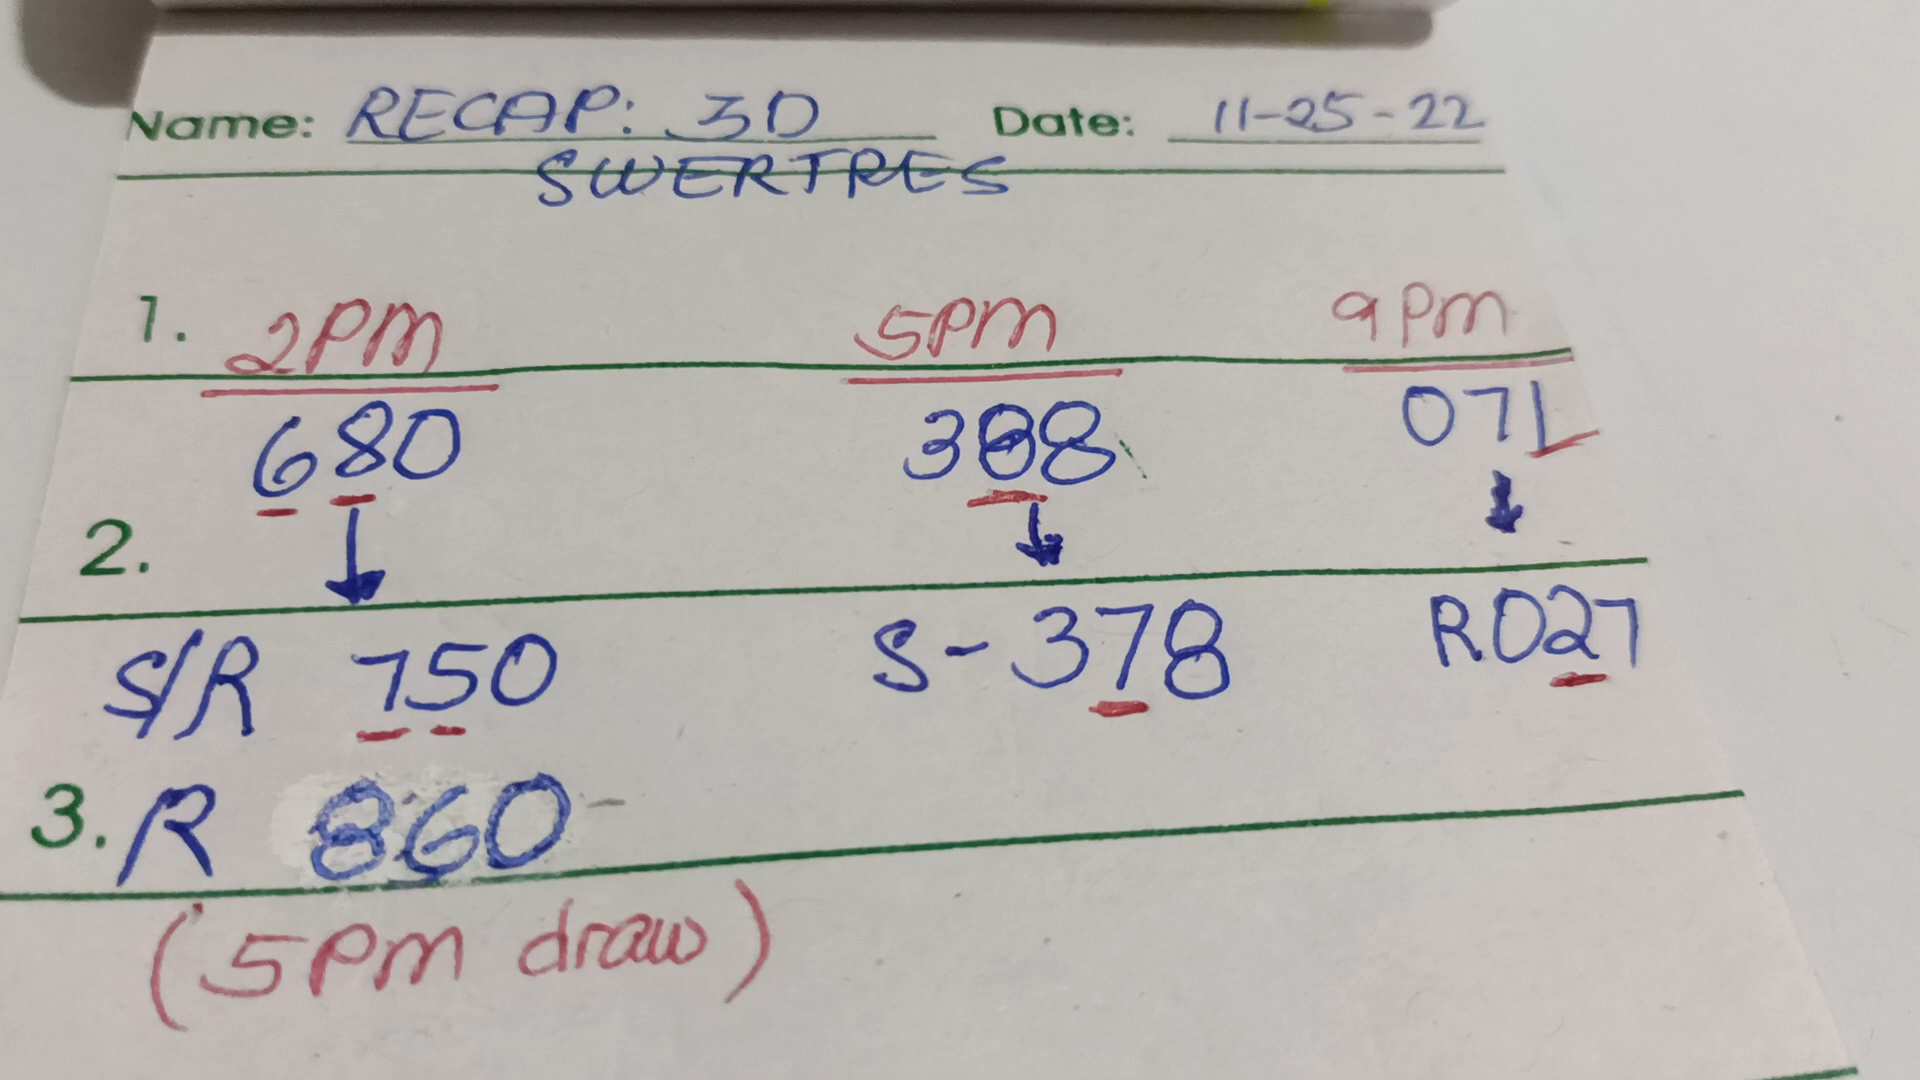 Name: RECAP: 3D Date: 11-25-22
SWERTRES
1. 2PM 5PM 9PM
680 388 071
2.
S/R 750 S-378 R027
3. R 860
(5PM draw)